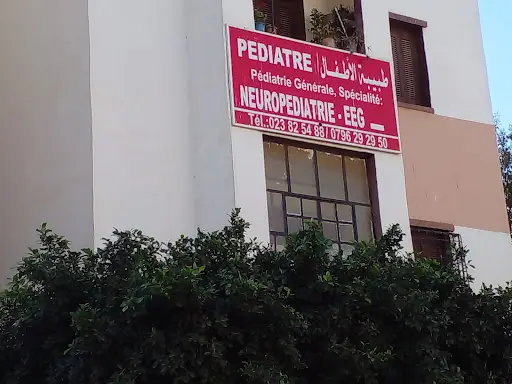 PEDIATRE / طبيبة الأطفال
Pédiatrie Générale, Spécialité:
NEUROPEDIATRIE - EEG
Tél.:023 82 54 88/ 0796 29 29 50